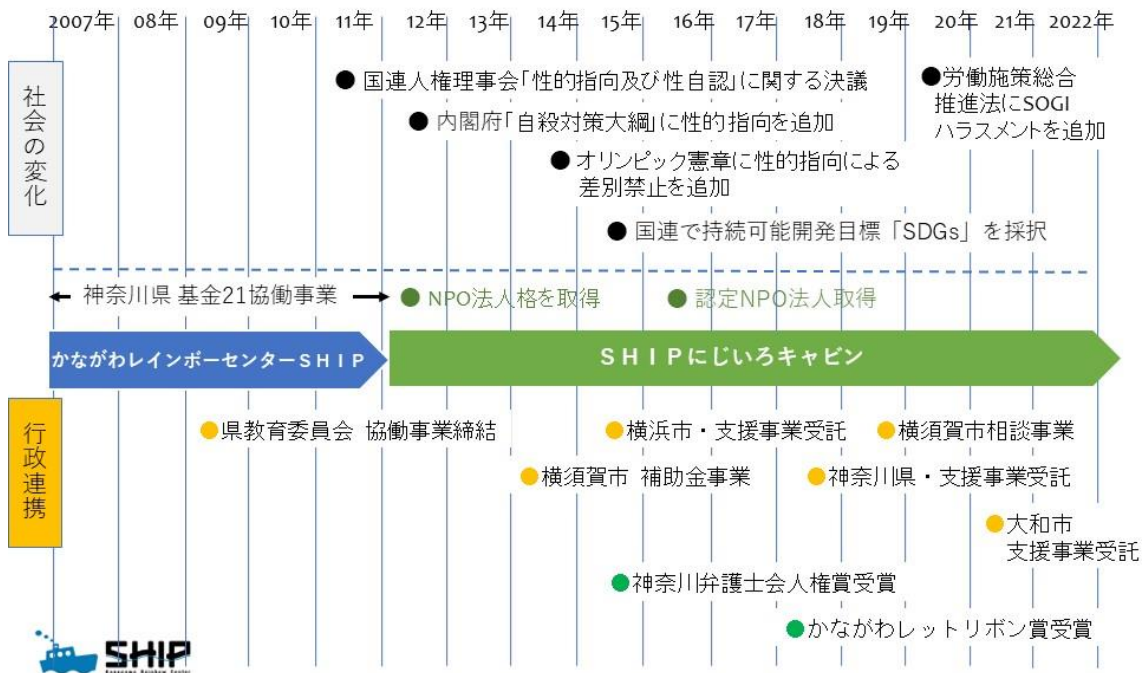 2007年 08年 09年 10年 11年 12年 13年 14年 15年 16年 17年 18年 19年 20年 21年 2022年
社会の変化
●国連人権理事会「性的指向及び性自認」に関する決議
●労働施策総合
推進法にSOGI
ハラスメントを追加
●内閣府「自殺対策大綱」に性的指向を追加
●オリンピック憲章に性的指向による
差別禁止を追加
●国連で持続可能開発目標「SDGs」を採択
神奈川県 基金21協働事業
●NPO法人格を取得
●認定NPO法人取得
かながわレインボーセンターSHIP
SHIPにじいろキャビン
行政連携
●県教育委員会 協働事業締結
●横浜市・支援事業受託
●横須賀市相談事業
●横須賀市 補助金事業
●神奈川県・支援事業受託
●大和市
支援事業受託
●神奈川弁護士会人権賞受賞
●かながわレットリボン賞受賞
SHIP
Kanagawa Rainbow Center